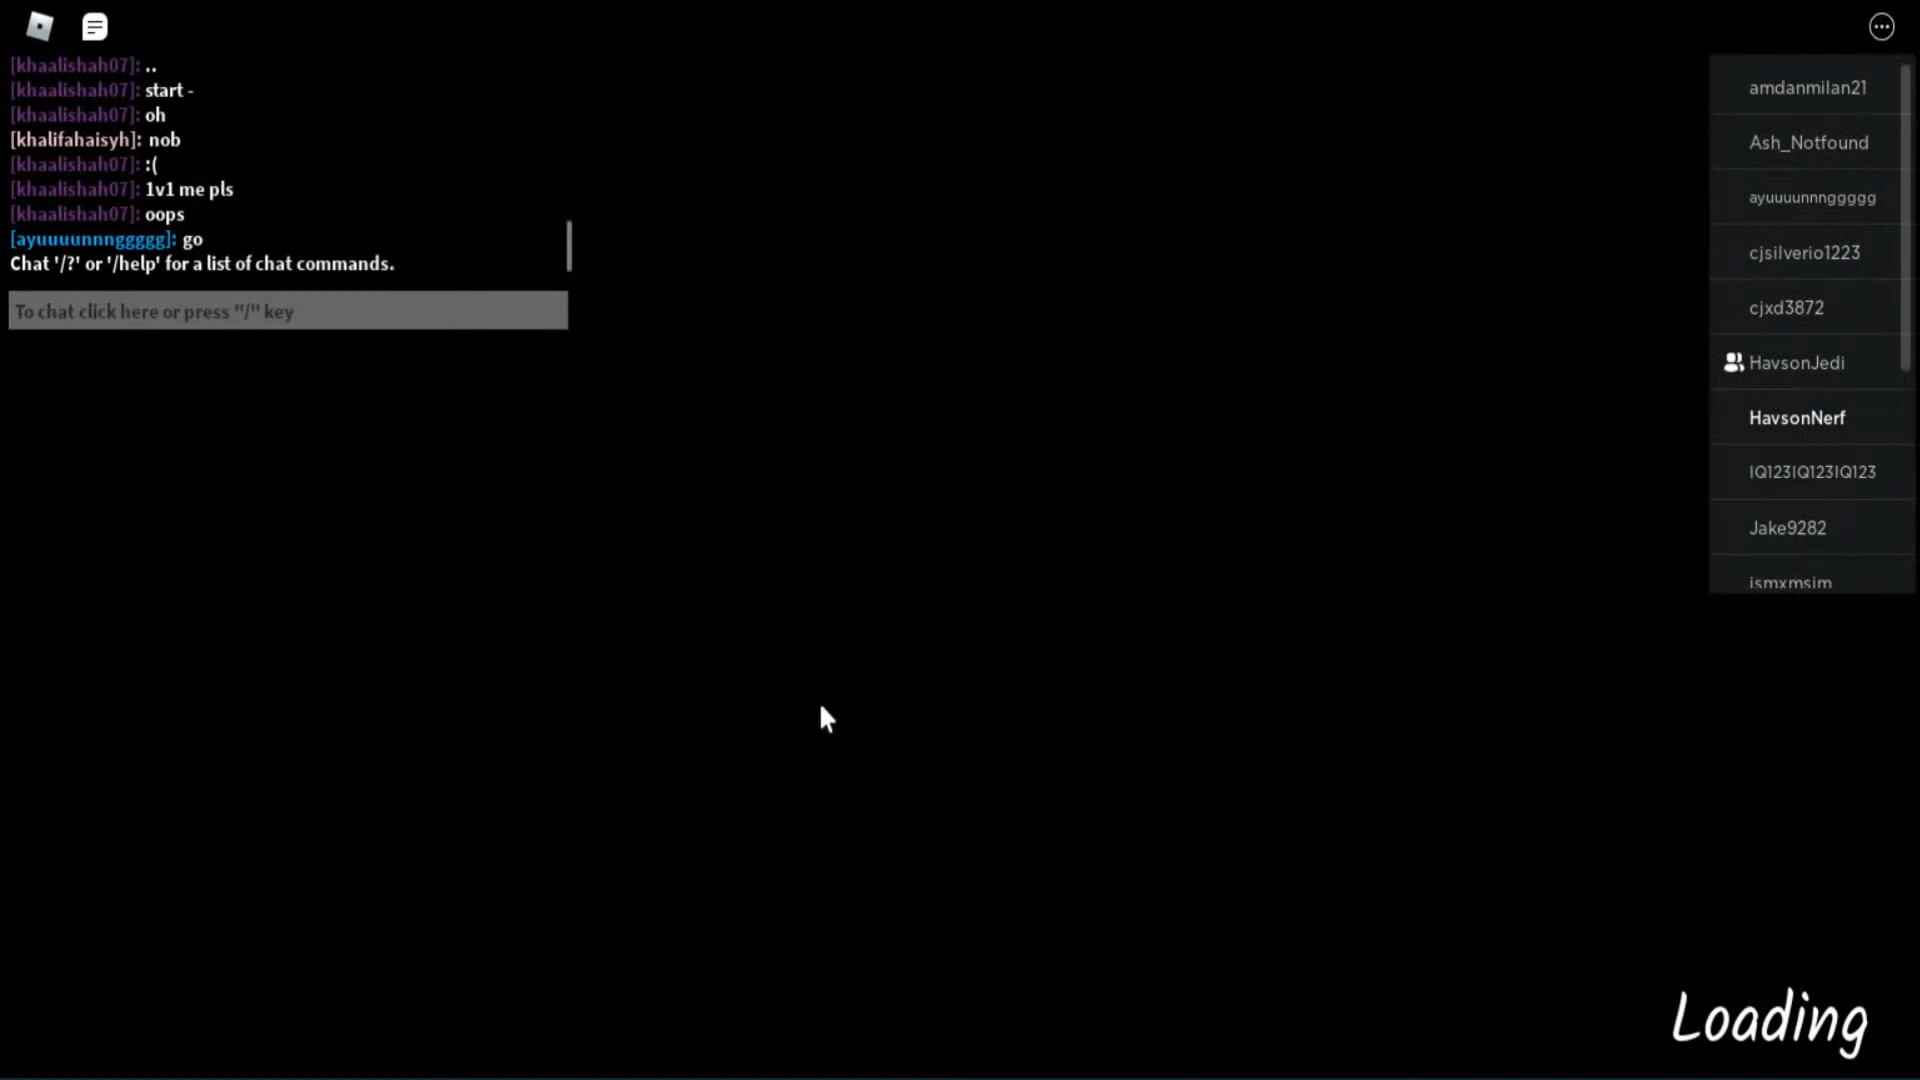 [khaalishah07]: ..
[khaalishah07]: start -
[khaalishah07]: oh
[khalifahaisyh]: nob
[khaalishah07]: :(
[khaalishah07]: 1v1 me pls
[khaalishah07]: oops
[ayuuuunnnggggg]: go
Chat '/?' or '/help' for a list of chat commands.
To chat click here or press "/" key
amdanmilan21
Ash_Notfound
ayuuuunnnggggg
cjsilverio1223
cjxd3872
HavsonJedi
HavsonNerf
IQ123IQ123IQ123
Jake9282
jsmxmsim
Loading